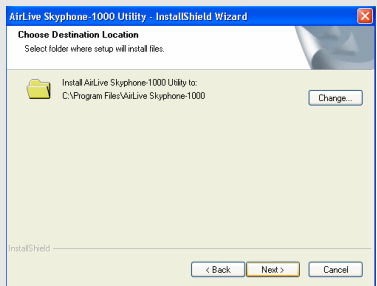 AirLive Skyphone-1000 Utility - InstallShield Wizard
Choose Destination Location
Select folder where setup will install files.
Install AirLive Skyphone-1000 Utility to:
C:\Program Files\AirLive Skyphone-1000
Change...
InstallShield
< Back
Next >
Cancel